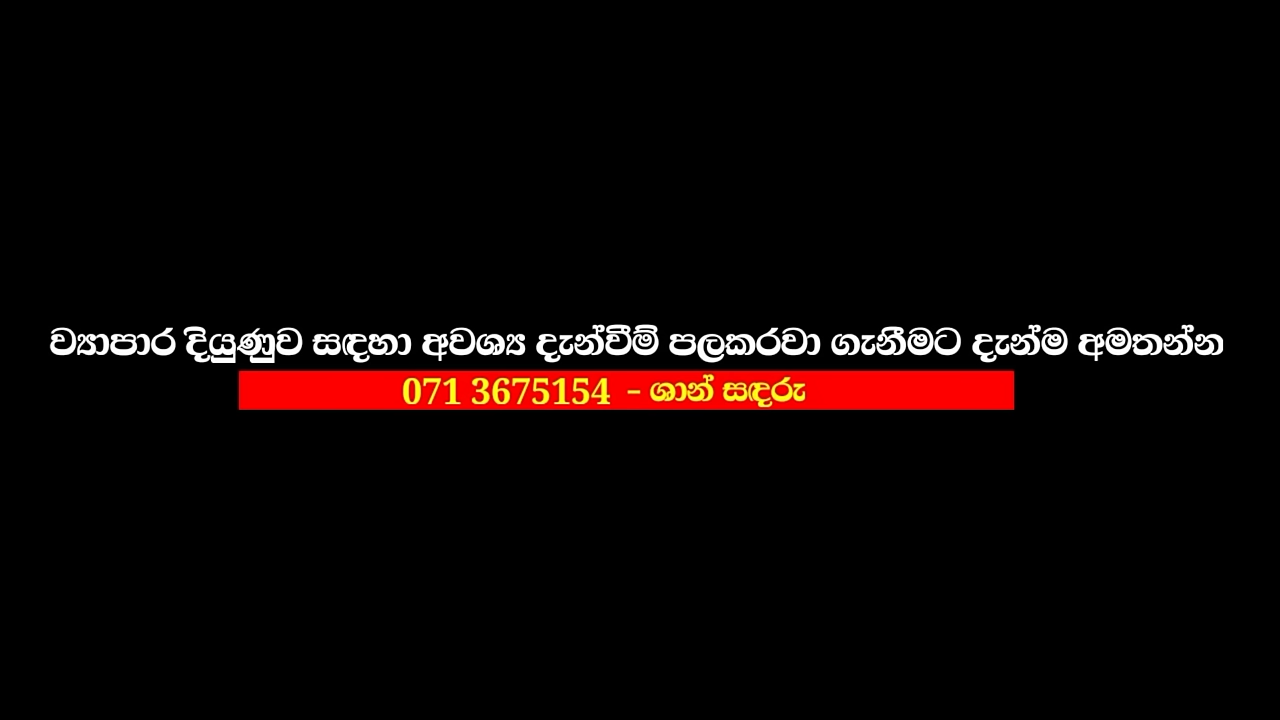 ව්‍යාපාර දියුණුව සඳහා අවශ්‍ය දැන්වීම් පලකරවා ගැනීමට දැන්ම අමතන්න
071 3675154 - ශාන් සඳරු